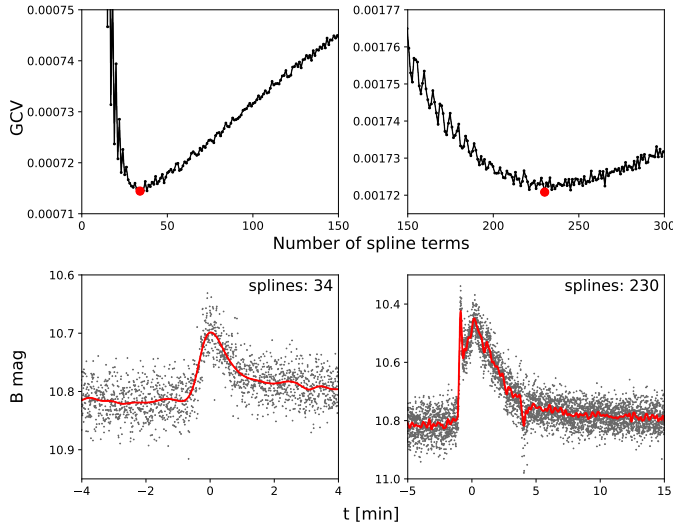 0.00075
0.00074
0.00073
0.00072
0.00071
GCV
0 50 100 150
0.00177
0.00176
0.00175
0.00174
0.00173
0.00172
150 200 250 300
Number of spline terms
10.6
10.7
10.8
10.9
B mag
splines: 34
−4 −2 0 2 4
10.4
10.6
10.8
11.0
splines: 230
−5 0 5 10 15
t [min]